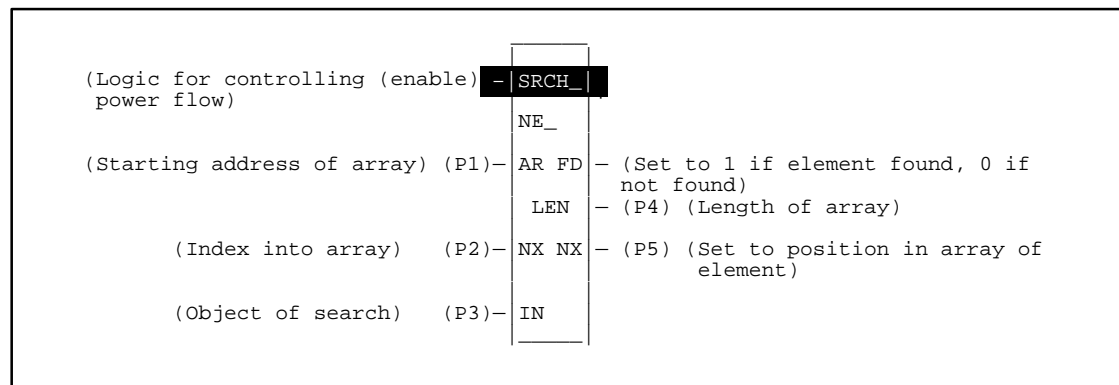 (Logic for controlling (enable) –|SRCH_|
power flow)
|NE_ |
(Starting address of array) (P1)–|AR FD|– (Set to 1 if element found, 0 if
not found)
LEN |– (P4) (Length of array)
(Index into array) (P2)–|NX NX|– (P5) (Set to position in array of
element)
(Object of search) (P3)–|IN |